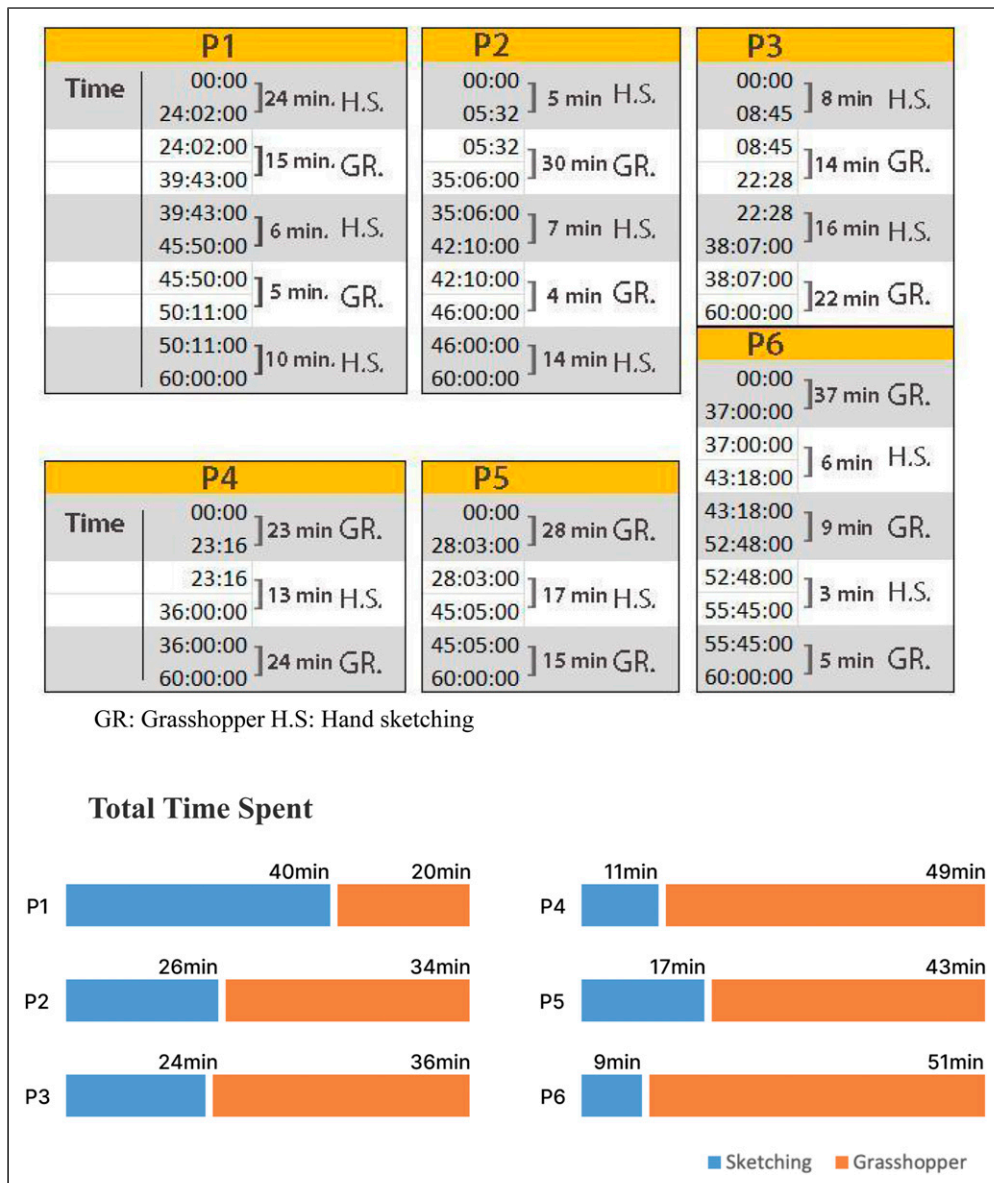 P1
Time
00:00
24:02:00
24 min. H.S.
24:02:00
39:43:00
15 min. GR.
39:43:00
45:50:00
6 min. H.S.
45:50:00
50:11:00
5 min. GR.
50:11:00
60:00:00
10 min. H.S.
P2
00:00
05:32
5 min H.S.
05:32
35:06:00
30 min GR.
35:06:00
42:10:00
7 min H.S.
42:10:00
46:00:00
4 min GR.
46:00:00
60:00:00
14 min H.S.
P3
00:00
08:45
8 min H.S.
08:45
22:28
14 min GR.
22:28
38:07:00
16 min H.S.
38:07:00
60:00:00
22 min GR.
P6
00:00
37:00:00
37 min GR.
37:00:00
43:18:00
6 min H.S.
43:18:00
52:48:00
9 min GR.
52:48:00
55:45:00
3 min H.S.
55:45:00
60:00:00
5 min GR.
P4
Time
00:00
23:16
23 min GR.
23:16
36:00:00
13 min H.S.
36:00:00
60:00:00
24 min GR.
P5
00:00
28:03:00
28 min GR.
28:03:00
45:05:00
17 min H.S.
45:05:00
60:00:00
15 min GR.
GR: Grasshopper H.S: Hand sketching
Total Time Spent
40min 20min
P1
26min 34min
P2
24min 36min
P3
11min 49min
P4
17min 43min
P5
9min 51min
P6
Sketching Grasshopper